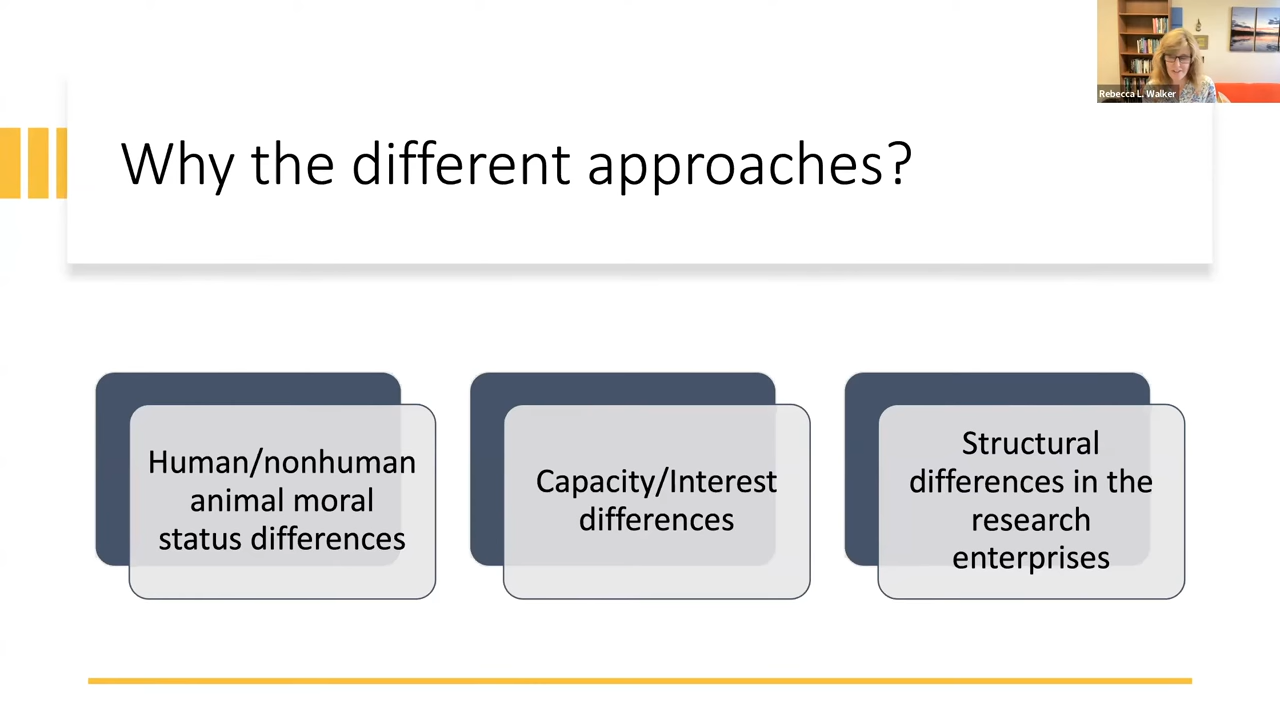 Rebecca L. Walker
Why the different approaches?
Human/nonhuman
animal moral
status differences
Capacity/Interest
differences
Structural
differences in the
research
enterprises